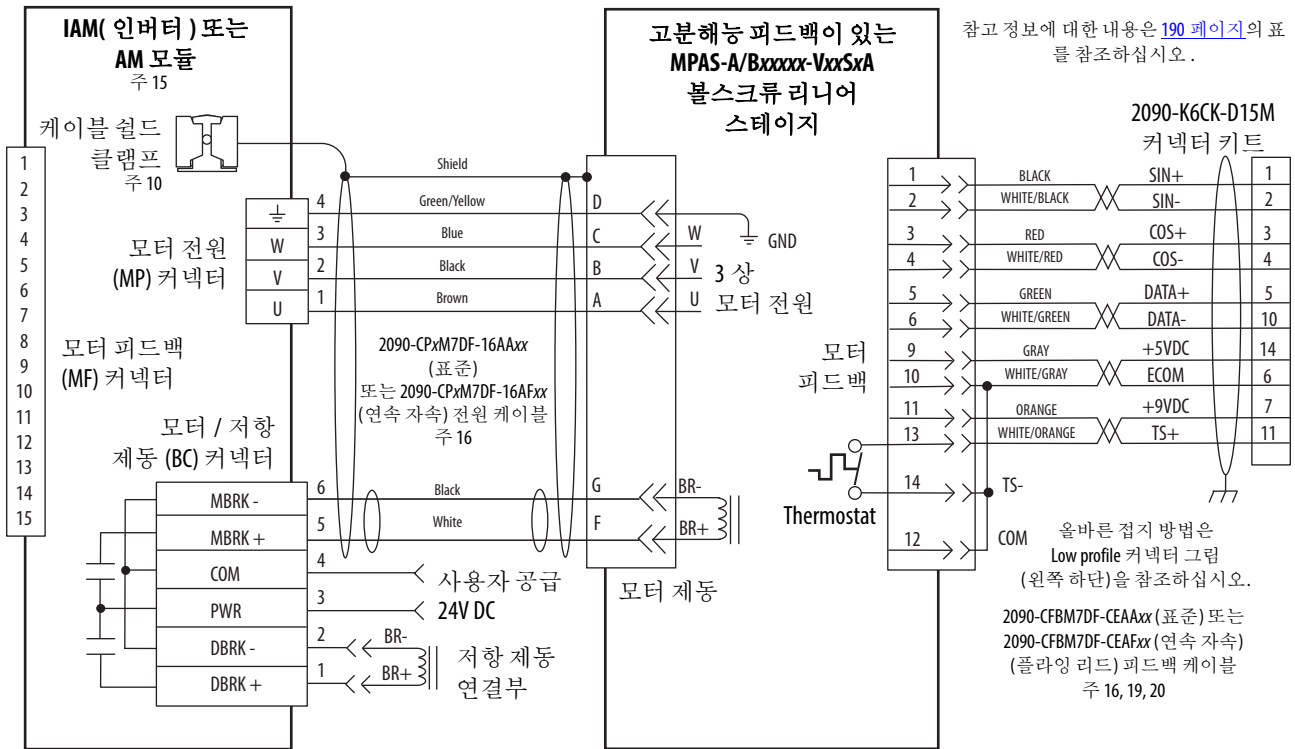 IAM( 인버터 ) 또는
AM 모듈
주 15
케이블 쉴드
클램프
주 10
1
2
3
4
5
6
7
8
9
10
11
12
13
14
15
모터 전원
(MP) 커넥터
모터 피드백
(MF) 커넥터
모터 / 저항
제동 (BC) 커넥터
W
V
U
4
3
2
1
Shield
Green/Yellow
Blue
Black
Brown
D
C
B
A
W
V
U
GND
3 상
모터 전원
2090-CPxM7DF-16AAxx
(표준)
또는 2090-CPxM7DF-16AFxx
(연속 자속) 전원 케이블
주 16
MBRK -
MBRK +
COM
PWR
DBRK -
DBRK +
6
5
4
3
2
1
Black
White
G
F
BR-
BR+
모터 제동
사용자 공급
24V DC
BR-
BR+
저항 제동
연결부
고분해능 피드백이 있는
MPAS-A/Bxxxxx-VxxSxA
볼스크류 리니어
스테이지
모터
피드백
Thermostat
참고 정보에 대한 내용은 190 페이지의 표
를 참조하십시오 .
2090-K6CK-D15M
커넥터 키트
1 BLACK SIN+ 1
2 WHITE/BLACK SIN- 2
3 RED COS+ 3
4 WHITE/RED COS- 4
5 GREEN DATA+ 5
6 WHITE/GREEN DATA- 10
9 GRAY +5VDC 14
10 WHITE/GRAY ECOM 6
11 ORANGE +9VDC 7
13 WHITE/ORANGE TS+ 11
14 TS-
12 COM
올바른 접지 방법은
Low profile 커넥터 그림
(왼쪽 하단)을 참조하십시오.
2090-CFBM7DF-CEAAxx (표준) 또는
2090-CFBM7DF-CEAFxx (연속 자속)
(플라잉 리드) 피드백 케이블
주 16, 19, 20